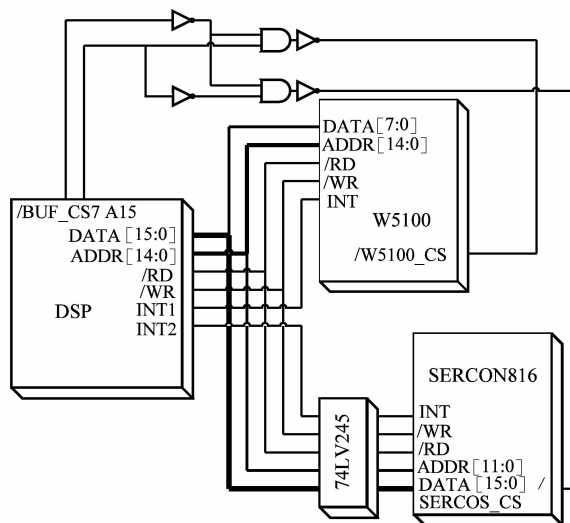 DATA[7:0]
ADDR[14:0]
/RD
/WR
INT
W5100
/W5100_CS
/BUF_CS7 A15
DATA [15:0]
ADDR[14:0]
/RD
/WR
INT1
DSP
INT2
SERCON816
74LV245
INT
/WR
/RD
ADDR[11:0]
DATA[15:0] /
SERCOS_CS